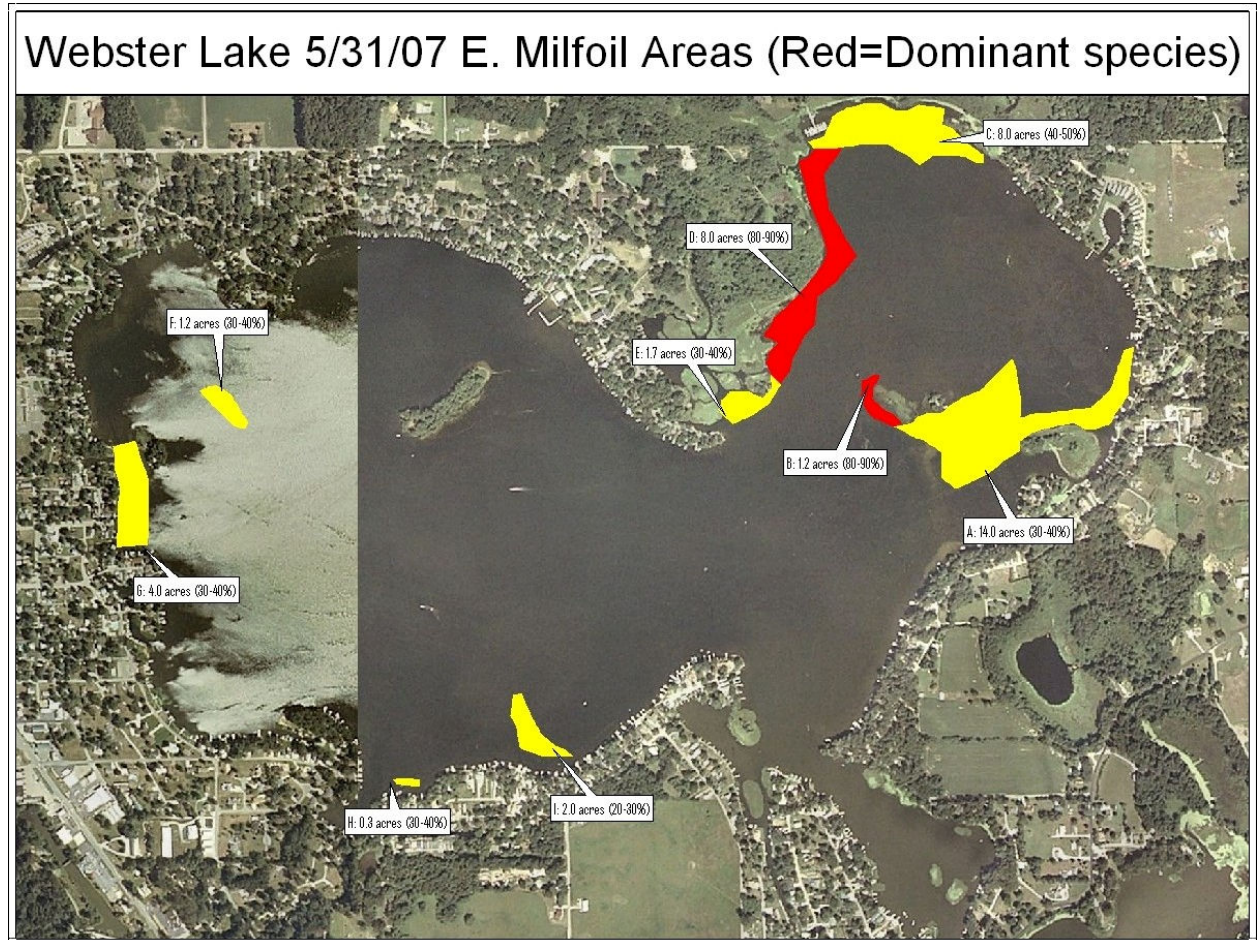 Webster Lake 5/31/07 E. Milfoil Areas (Red=Dominant species)
C: 8.0 acres (40-50%)
D: 8.0 acres (80-90%)
F: 1.2 acres (30-40%)
E: 1.7 acres (30-40%)
B: 1.2 acres (80-90%)
A: 14.0 acres (30-40%)
G: 4.0 acres (30-40%)
I: 2.0 acres (20-30%)
H: 0.3 acres (30-40%)